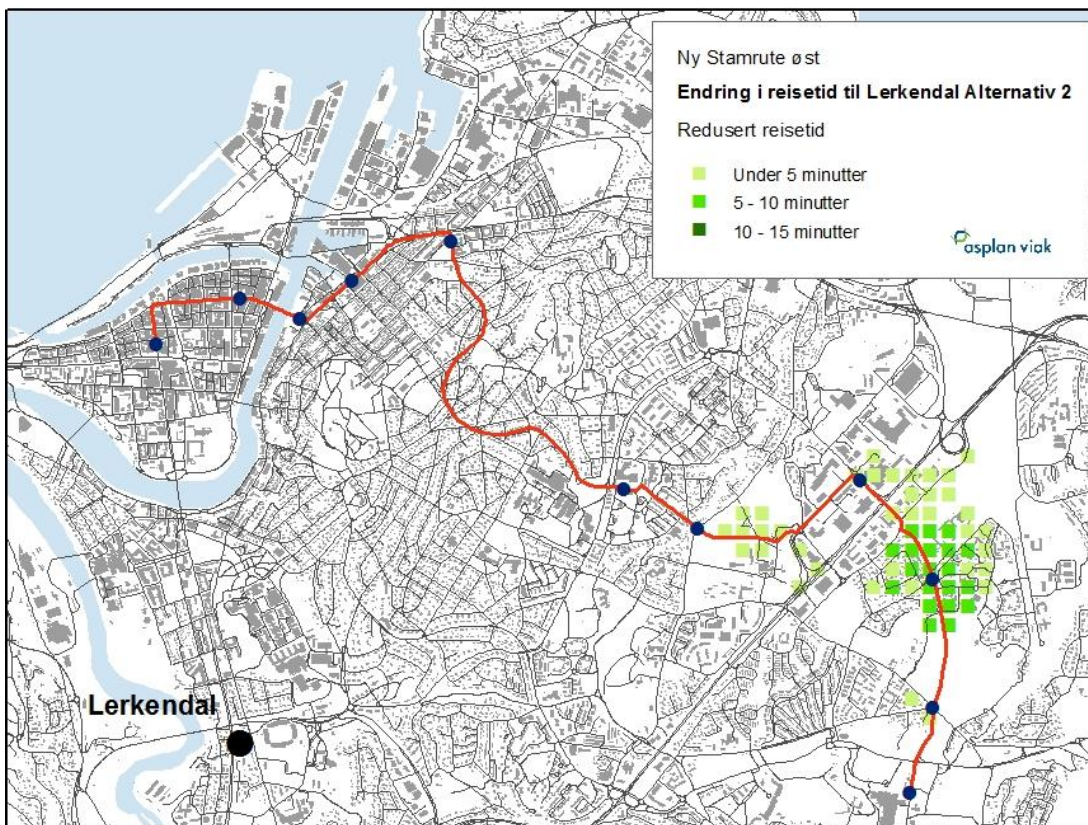 Ny Stamrute øst
Endring i reisetid til Lerkendal Alternativ 2
Redusert reisetid
Under 5 minutter
5 - 10 minutter
10 - 15 minutter
asplan viak
Lerkendal